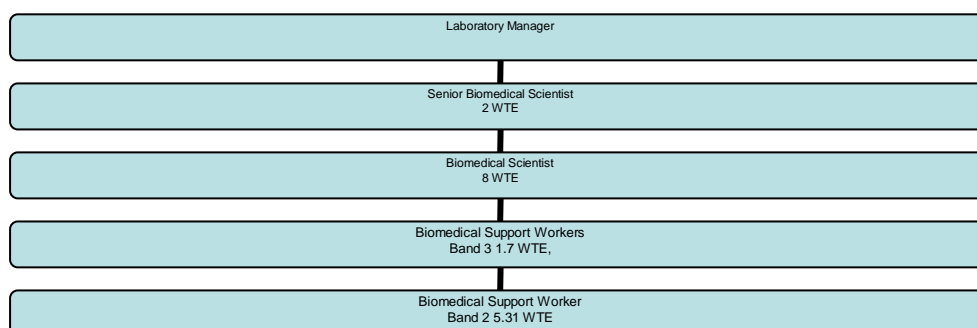 Laboratory Manager
Senior Biomedical Scientist
2 WTE
Biomedical Scientist
8 WTE
Biomedical Support Workers
Band 3 1.7 WTE,
Biomedical Support Worker
Band 2 5.31 WTE